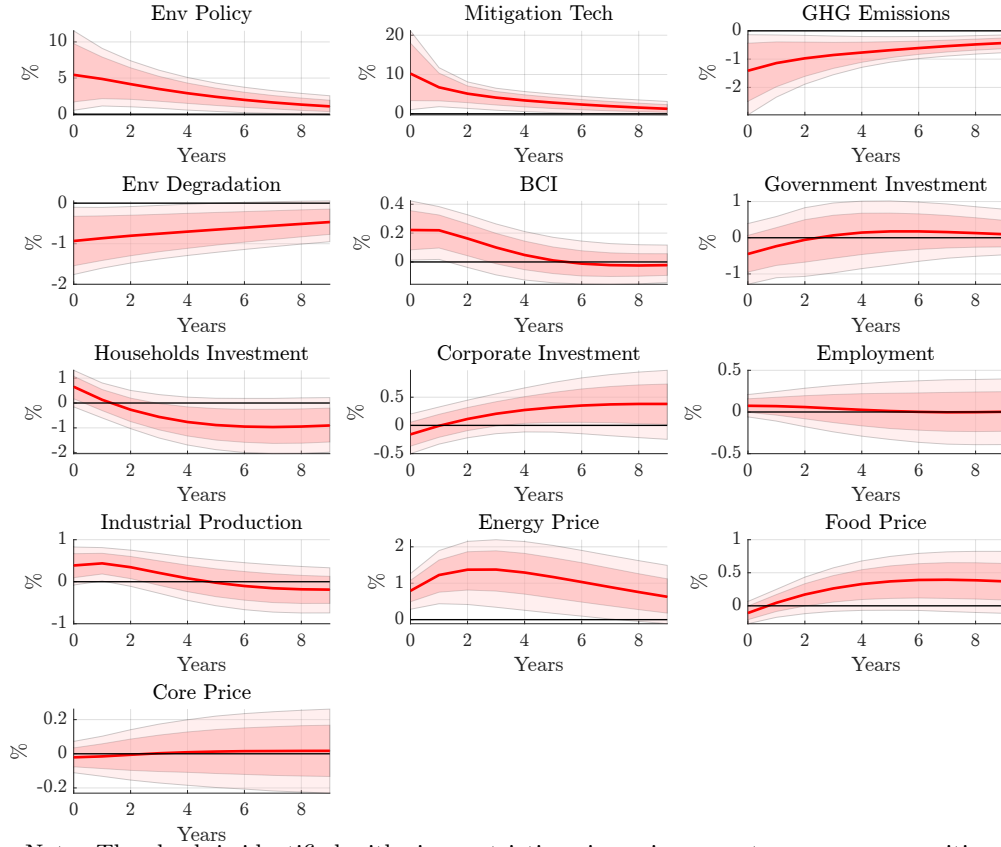 Env Policy Mitigation Tech GHG Emissions
10 5 0 %
20 10 0 %
0 -1 -2 %
0 2 4 6 8 0 2 4 6 8 0 2 4 6 8
Years Years Years
Env Degradation BCI Government Investment
0 -1 -2 %
0.4 0.2 0 %
1 0 -1 %
0 2 4 6 8 0 2 4 6 8 0 2 4 6 8
Years Years Years
Households Investment Corporate Investment Employment
1 0 -1 -2 %
0.5 0 -0.5 %
0.5 0 -0.5 %
0 2 4 6 8 0 2 4 6 8 0 2 4 6 8
Years Years Years
Industrial Production Energy Price Food Price
1 0 -1 %
2 1 0 %
1 0 %
0 2 4 6 8 0 2 4 6 8 0 2 4 6 8
Years Years Years
Core Price
0.2 0 -0.2 %
0 2 4 6 8
Years
The shock is identified with sign restrictions